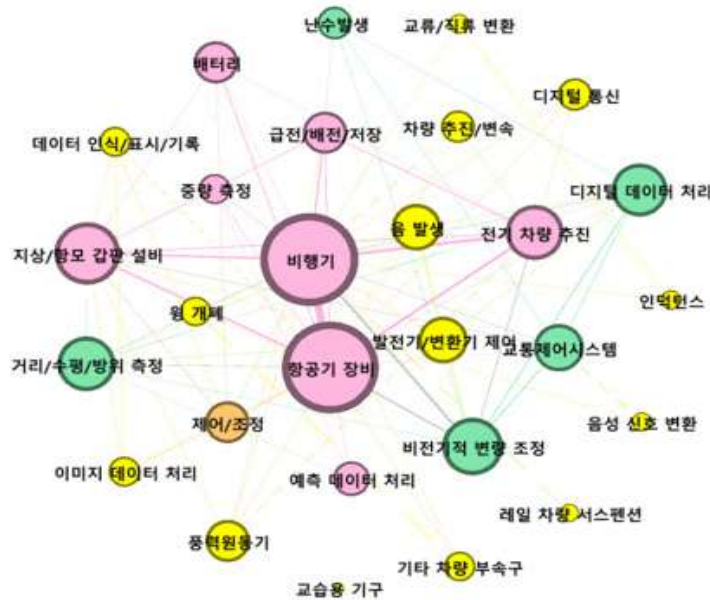 난수발생
교류/직류 변환
배터리
디지털 통신
급전/배전/저장
차량 추진/변속
데이터 인식/표시/기록
중량 측정
디지털 데이터 처리
음 발생
전기 차량 추진
지상/항모 갑판 설비
비행기
인덕턴스
윙 개폐
발전기/변환기 제어
교통제어시스템
거리/수평/방위 측정
항공기 장비
제어/조정
음성 신호 변환
비전기적 변량 조정
이미지 데이터 처리
예측 데이터 처리
레일 차량 서스펜션
풍력원동기
기타 차량 부속구
교습용 기구